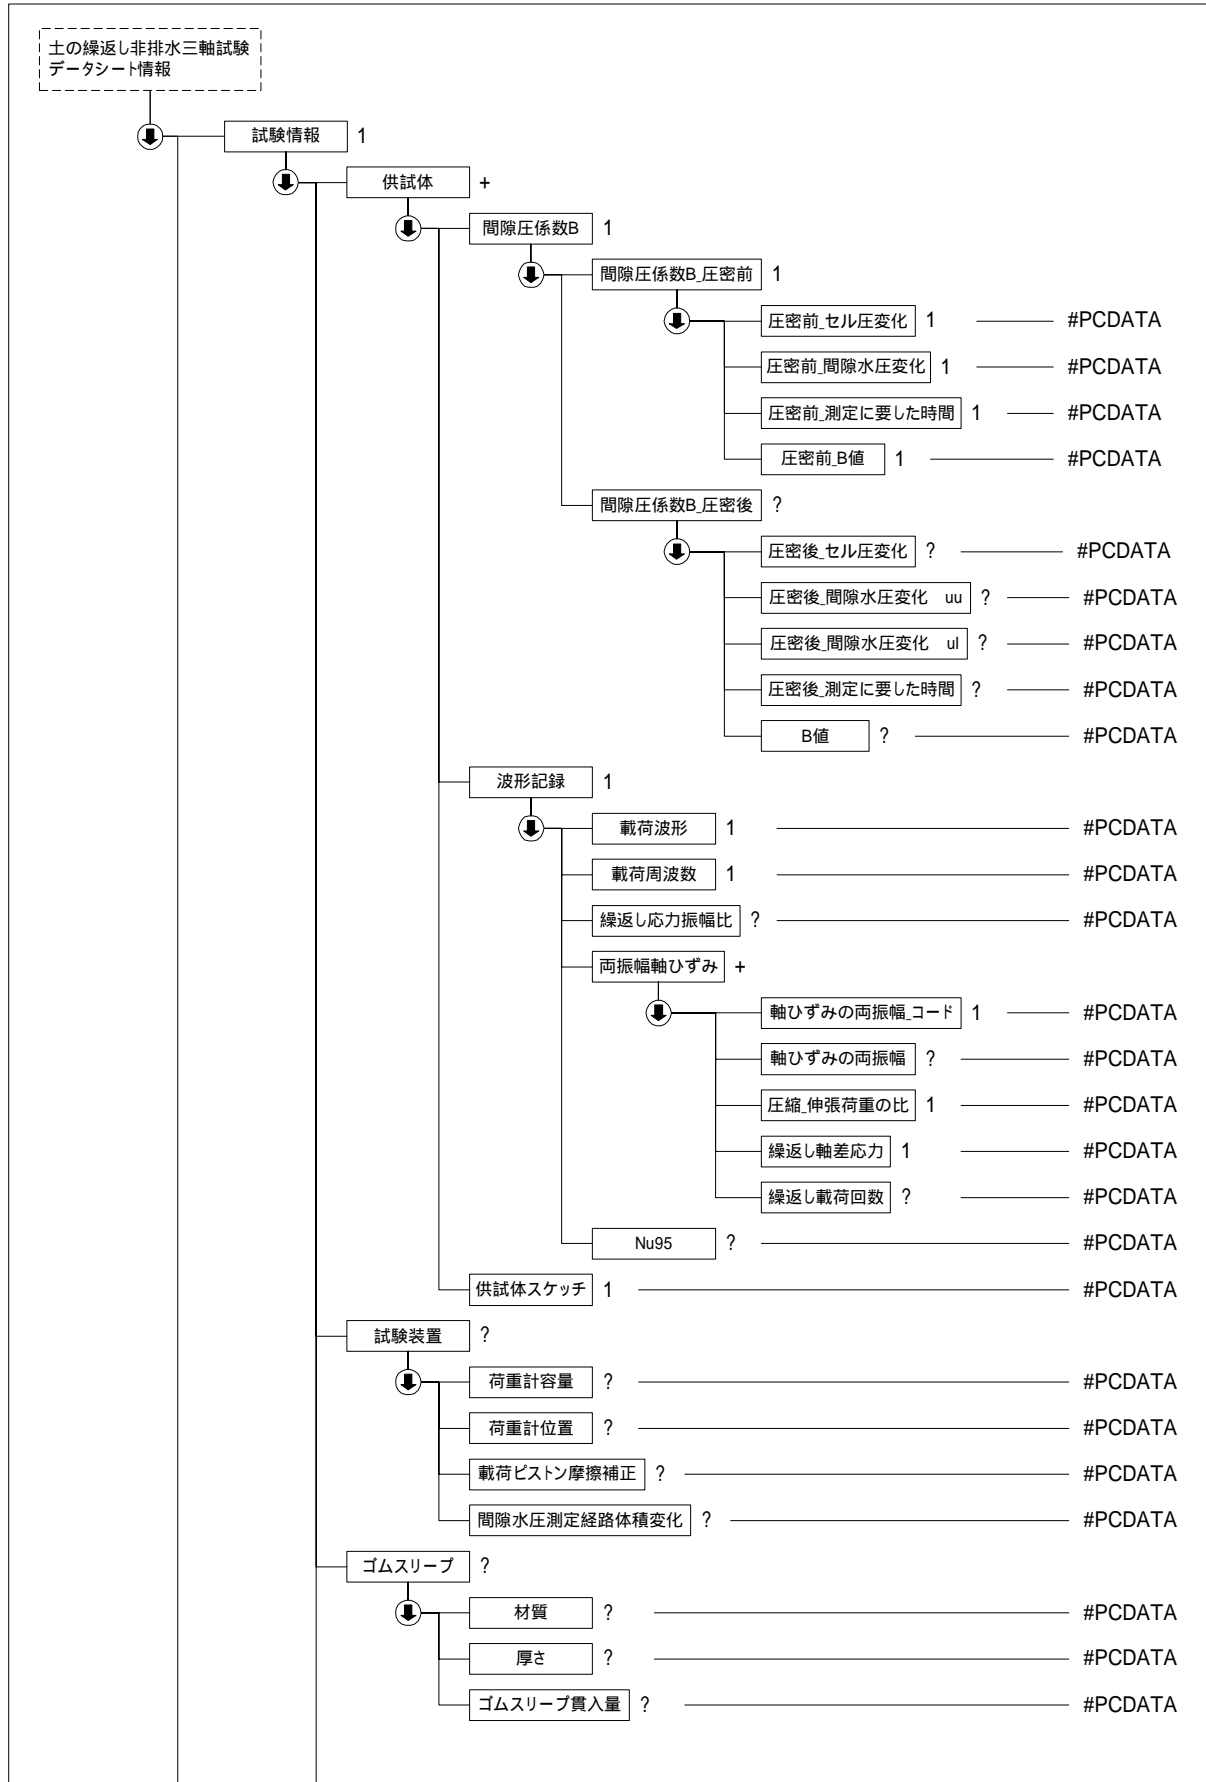 土の繰返し非排水三軸試験
データシート情報
試験情報 1
供試体 +
間隙圧係数B 1
間隙圧係数B_圧密前 1
圧密前_セル圧変化 1 #PCDATA
圧密前_間隙水圧変化 1 #PCDATA
圧密前_測定に要した時間 1 #PCDATA
圧密前_B値 1 #PCDATA
間隙圧係数B_圧密後 ?
圧密後_セル圧変化 ? #PCDATA
圧密後_間隙水圧変化 uu ? #PCDATA
圧密後_間隙水圧変化 ul ? #PCDATA
圧密後_測定に要した時間 ? #PCDATA
B値 ? #PCDATA
波形記録 1
載荷波形 1 #PCDATA
載荷周波数 1 #PCDATA
繰返し応力振幅比 ? #PCDATA
両振幅軸ひずみ +
軸ひずみの両振幅_コード 1 #PCDATA
軸ひずみの両振幅 ? #PCDATA
圧縮_伸張荷重の比 1 #PCDATA
繰返し軸差応力 1 #PCDATA
繰返し載荷回数 ? #PCDATA
Nu95 ? #PCDATA
供試体スケッチ 1 #PCDATA
試験装置 ?
荷重計容量 ? #PCDATA
荷重計位置 ? #PCDATA
載荷ピストン摩擦補正 ? #PCDATA
間隙水圧測定経路体積変化 ? #PCDATA
ゴムスリーブ ?
材質 ? #PCDATA
厚さ ? #PCDATA
ゴムスリーブ貫入量 ? #PCDATA